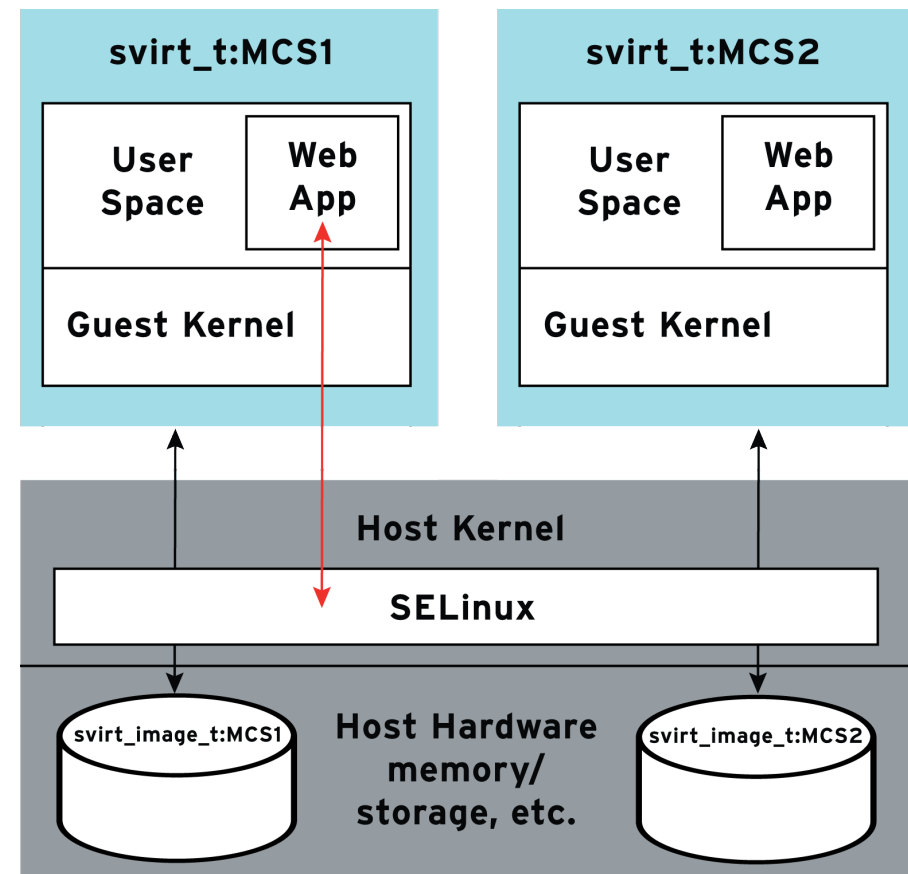 svirt_t:MCS1
User
Space
Web
App
Guest Kernel
svirt_t:MCS2
User
Space
Web
App
Guest Kernel
Host Kernel
SELinux
svirt_image_t:MCS1
Host Hardware
memory/
storage, etc.
svirt_image_t:MCS2